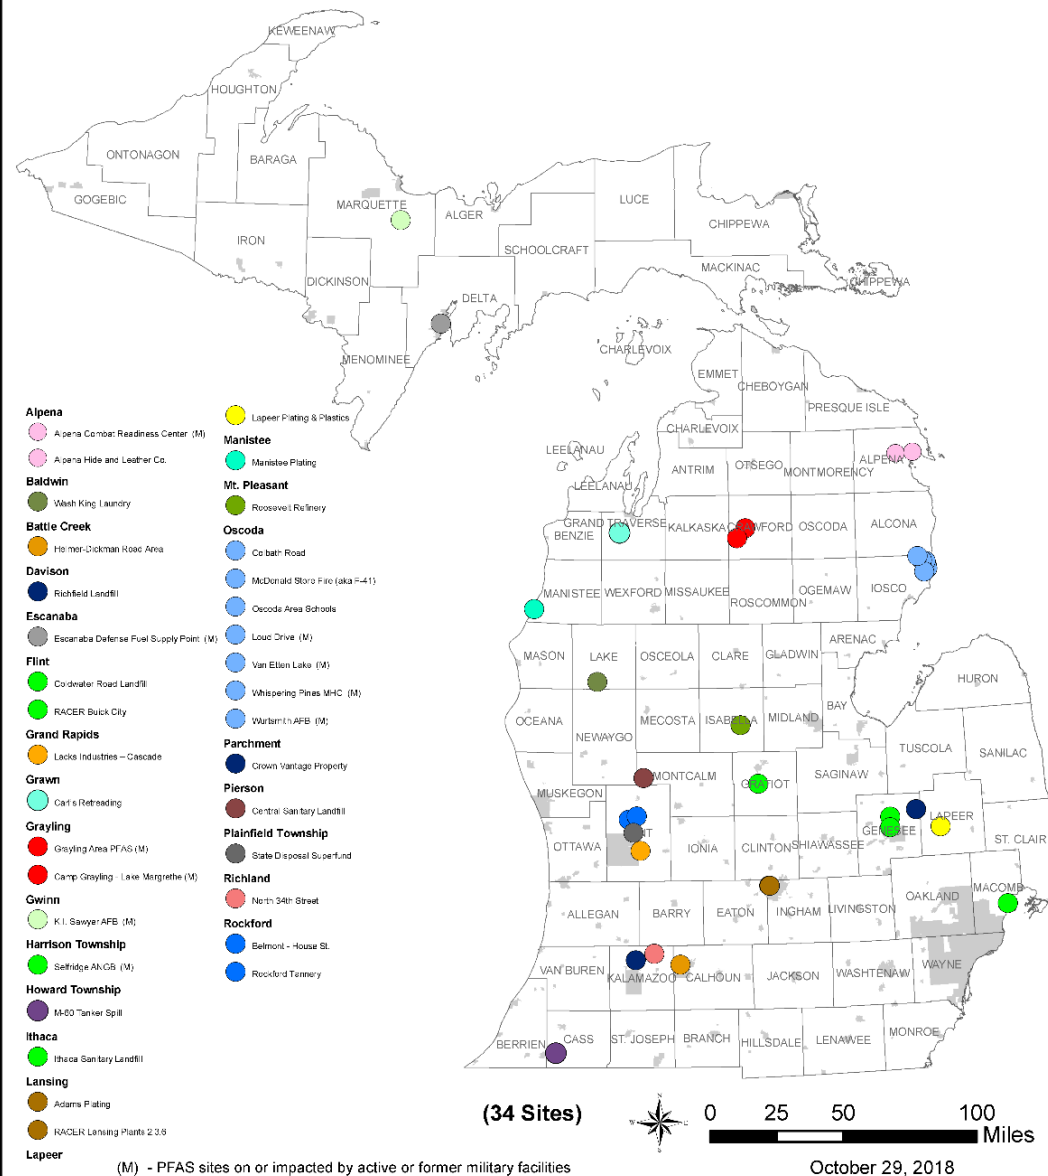 KEWEENAW
HOUGHTON
ONTONAGON
BARAGA
GOGEBIC
MARQUETTE
ALGER
LUCE
CHIPPEWA
IRON
SCHOOLCRAFT
MACKINAC
CHIPPEWA
DICKINSON
DELTA
MENOMINEE
CHARLEVOIX
EMMET
CHEBOYGAN
PRESQUE ISLE
CHARLEVOIX
LEELANAU
ANTRIM
OTSEGO
MONTMORENCY
ALPENA
LEELANAU
GRAND TRAVERSE
BENZIE
KALKASKA
CRAWFORD
OSCODA
ALCONA
MANISTEE
WEXFORD
MISSAUKEE
ROSCOMMON
OGEMAW
IOSCO
ARENAC
MASON
LAKE
OSCEOLA
CLARE
GLADWIN
HURON
OCEANA
NEWAYGO
MECOSTA
ISABELLA
MIDLAND
BAY
TUSCOLA
SANILAC
MUSKEGON
MONTCALM
GRATIOT
SAGINAW
OTTAWA
NT
IONIA
CLINTON
SHIAWASSEE
GENESEE
LAPEER
ST. CLAIR
ALLEGAN
BARRY
EATON
INGHAM
LIVINGSTON
OAKLAND
MACOMB
VAN BUREN
KALAMAZOO
CALHOUN
JACKSON
WASHTENAW
WAYNE
BERRIEN
CASS
ST. JOSEPH
BRANCH
HILLSDALE
LENAWEE
MONROE
Alpena
Alpena Combat Readiness Center (M)
Alpena Hide and Leather Co.
Baldwin
Wash King Laundry
Battle Creek
Helmer-Dickman Road Area
Davison
Richfield Landfill
Escanaba
Escanaba Defense Fuel Supply Point (M)
Flint
Coldwater Road Landfill
RACER Buick City
Grand Rapids
Lacks Industries – Cascade
Grawn
Carl's Retreading
Grayling
Grayling Area PFAS (M)
Camp Grayling - Lake Margrethe (M)
Gwinn
K.I. Sawyer AFB (M)
Harrison Township
Selfridge ANGB (M)
Howard Township
M-60 Tanker Spill
Ithaca
Ithaca Sanitary Landfill
Lansing
Adams Plating
RACER Lansing Plants 2,3,6
Lapeer
Lapeer Plating & Plastics
Manistee
Manistee Plating
Mt. Pleasant
Roosevelt Refinery
Oscoda
Colbath Road
McDonald Store Fire (aka F-41)
Oscoda Area Schools
Loud Drive (M)
Van Etten Lake (M)
Whispering Pines MHC (M)
Wurtsmith AFB (M)
Parchment
Crown Vantage Property
Pierson
Central Sanitary Landfill
Plainfield Township
State Disposal Superfund
Richland
North 34th Street
Rockford
Belmont - House St.
Rockford Tannery
(34 Sites)
N
W
E
S
0 25 50 100
Miles
(M) - PFAS sites on or impacted by active or former military facilities
October 29, 2018